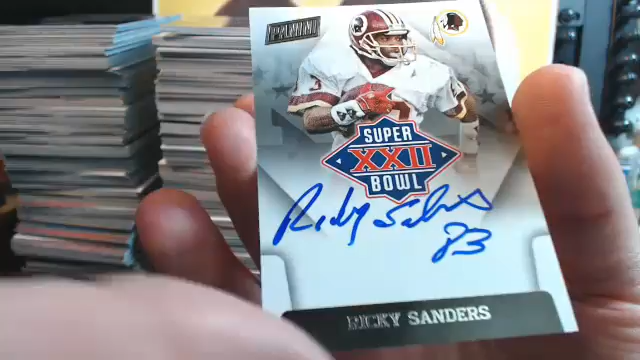 PANINI
SUPER
XXII
BOWL
Ricky Sanders
83
RICKY SANDERS